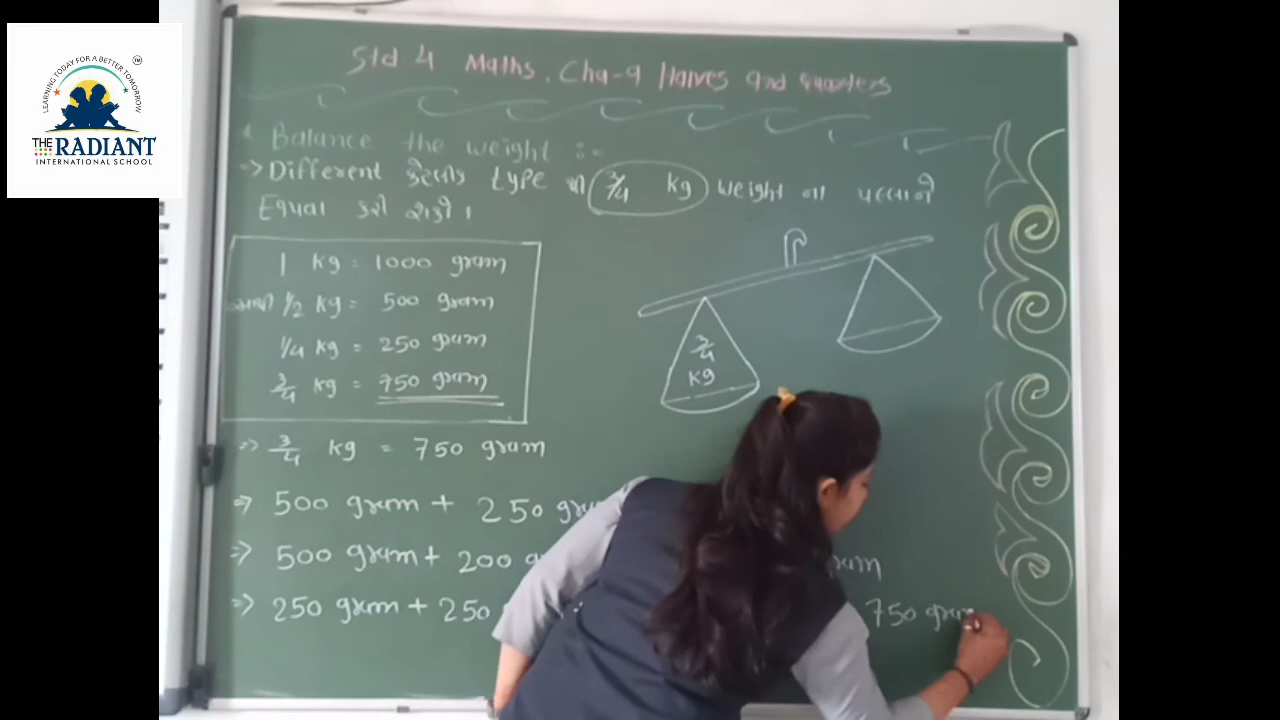 LEARNING TODAY FOR A BETTER TOMORROW
TM
THE RADIANT
INTERNATIONAL SCHOOL
Std 4 Maths. Cha-9 Halves and Quarters
Balance the weight :-
→ Different type 3/4 kg weight ના પલ્લાને
Equal કરી શકો।
1 kg = 1000 gram
1/2 kg = 500 gram
1/4 kg = 250 gram
3/4 kg = 750 gram
3/4
kg
⇒ 3/4 kg = 750 gram
⇒ 500 gram + 250 gra
⇒ 500 gram + 200 g ram
⇒ 250 gram + 250 750 gram